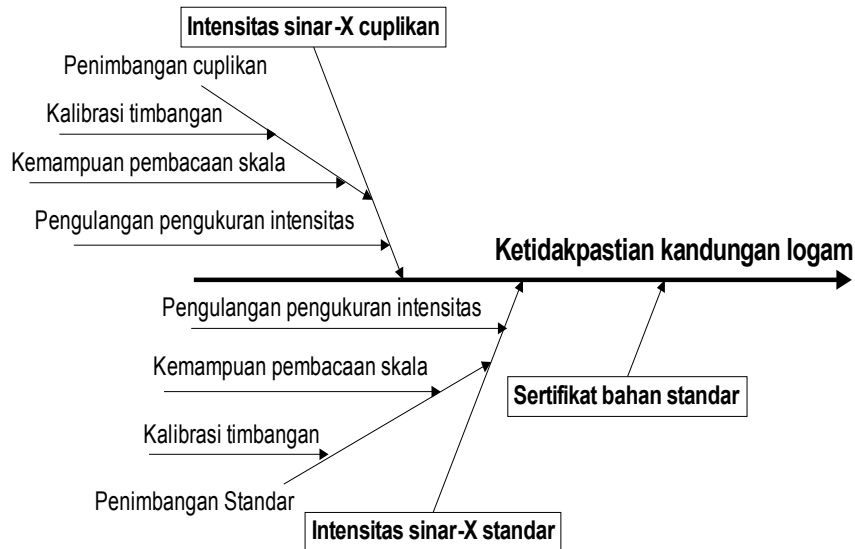 Intensitas sinar-X cuplikan
Penimbangan cuplikan
Kalibrasi timbangan
Kemampuan pembacaan skala
Pengulangan pengukuran intensitas
Ketidakpastian kandungan logam
Pengulangan pengukuran intensitas
Kemampuan pembacaan skala
Sertifikat bahan standar
Kalibrasi timbangan
Penimbangan Standar
Intensitas sinar-X standar